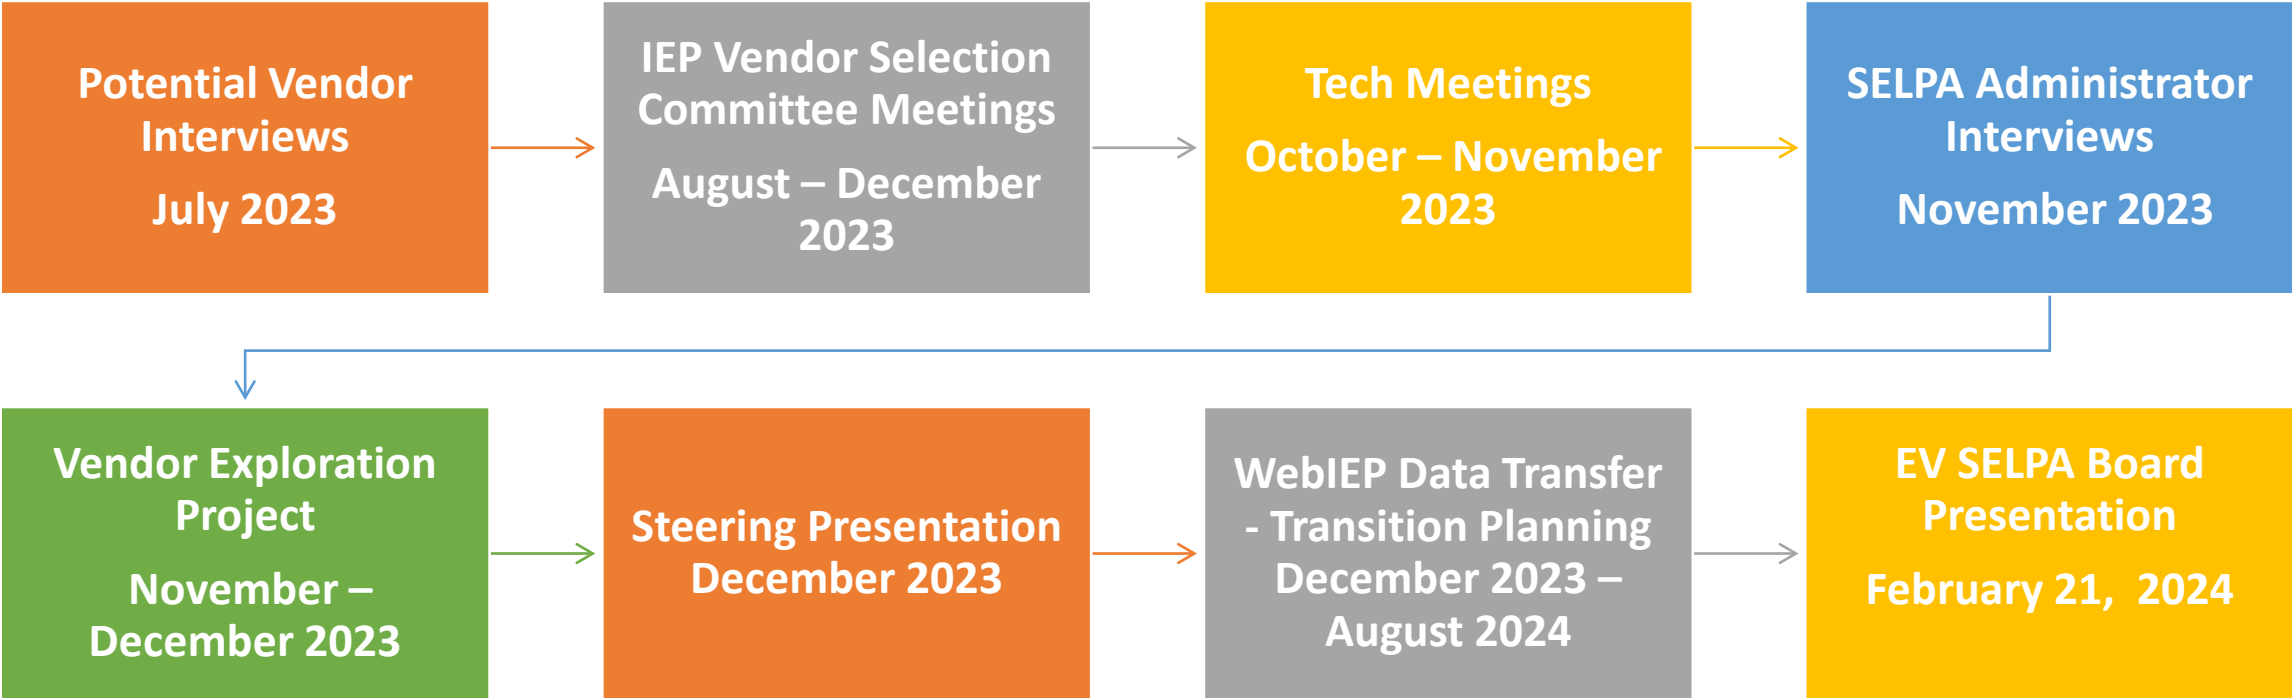 Potential Vendor
Interviews
July 2023
IEP Vendor Selection
Committee Meetings
August – December
2023
Tech Meetings
October – November
2023
SELPA Administrator
Interviews
November 2023
Vendor Exploration
Project
November –
December 2023
Steering Presentation
December 2023
WebIEP Data Transfer
- Transition Planning
December 2023 –
August 2024
EV SELPA Board
Presentation
February 21,  2024